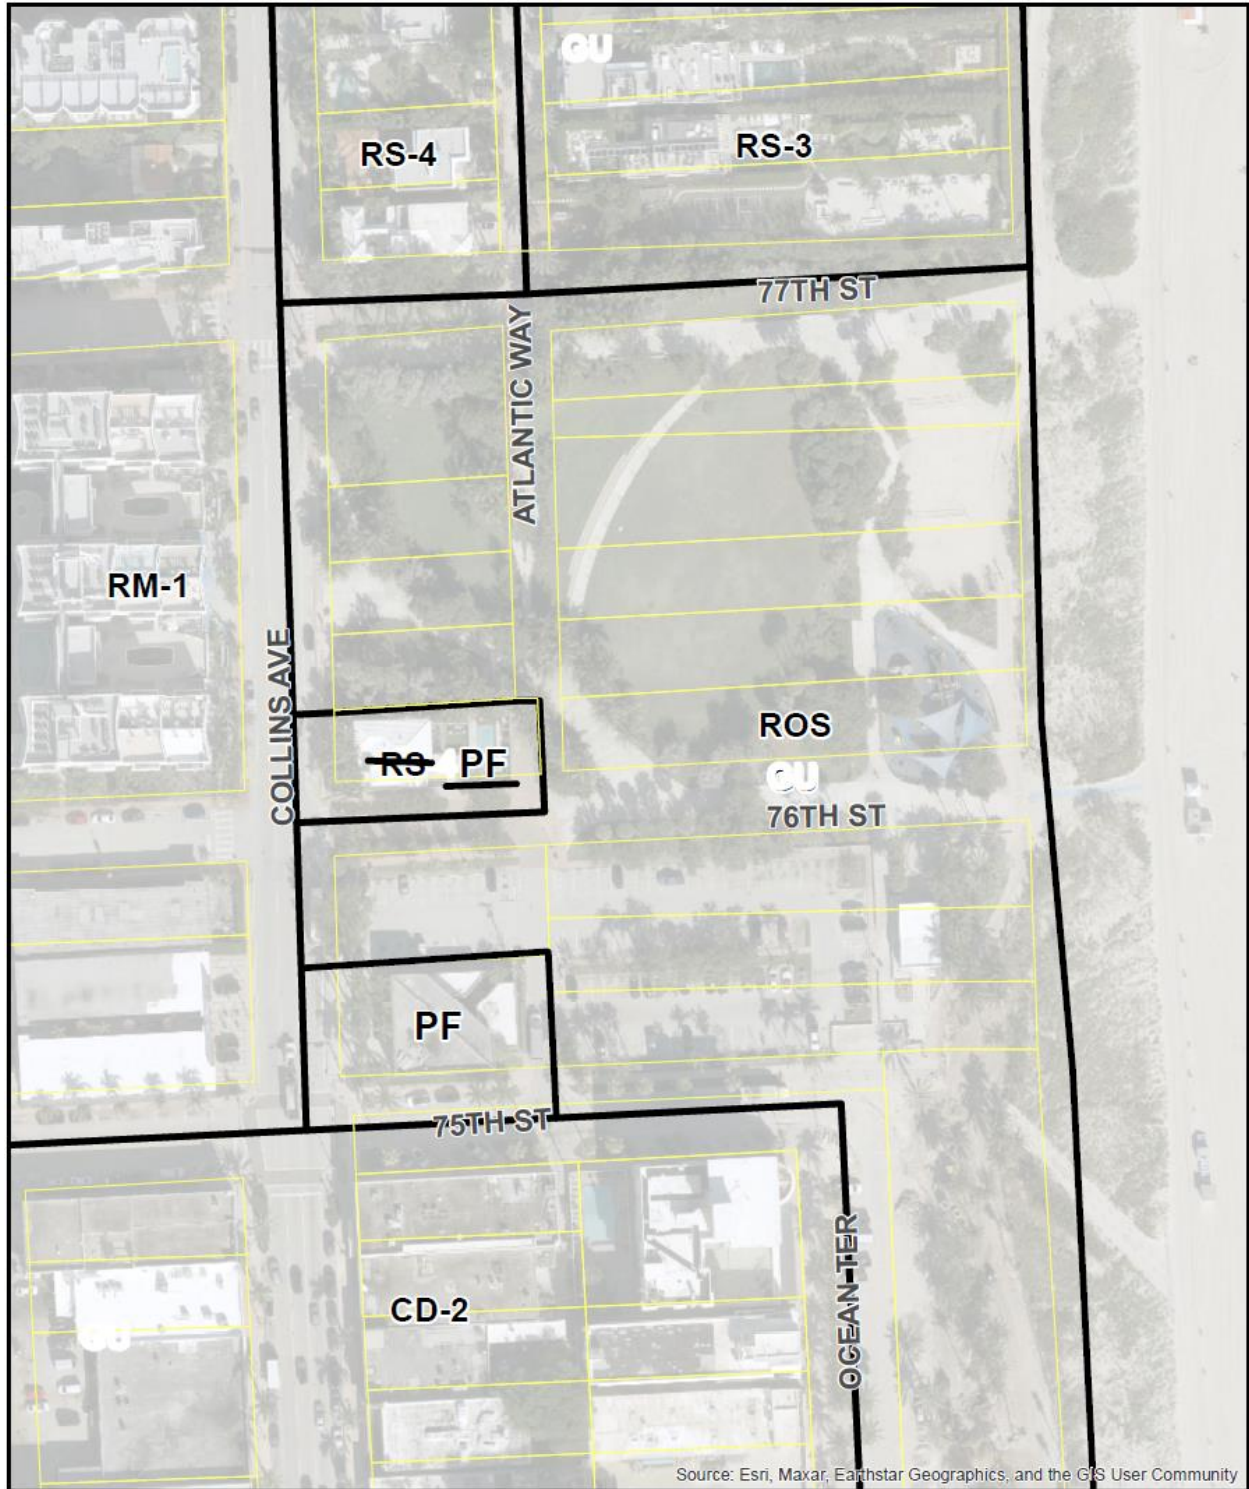 GU
RS-4
RS-3
77TH ST
ATLANTIC WAY
RM-1
COLLINS AVE
ROS
RS
PF
GU
76TH ST
PF
75TH ST
OCEAN TER
CD-2
GU
Source: Esri, Maxar, Earthstar Geographics, and the GIS User Community